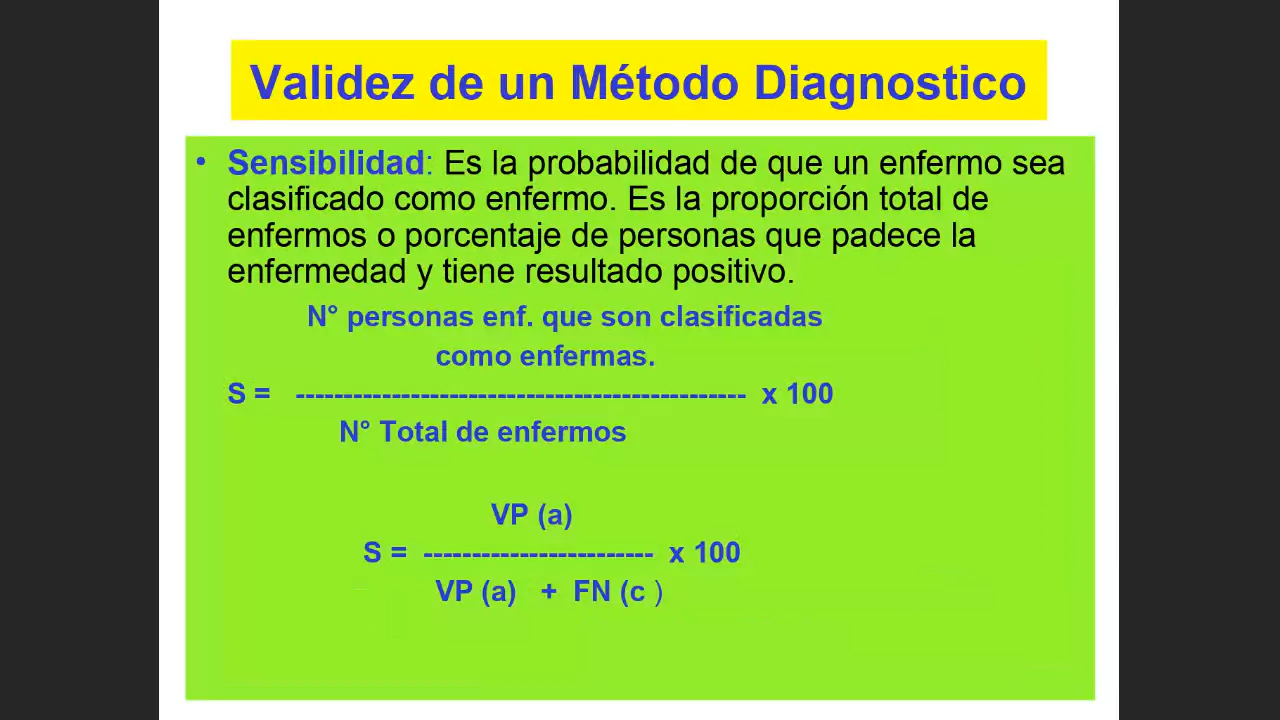 Validez de un Método Diagnostico
• Sensibilidad: Es la probabilidad de que un enfermo sea
clasificado como enfermo. Es la proporción total de
enfermos o porcentaje de personas que padece la
enfermedad y tiene resultado positivo.
N° personas enf. que son clasificadas
como enfermas.
S = ----------------------------------------------- x 100
N° Total de enfermos
VP (a)
S = ------------------------ x 100
VP (a) + FN (c )